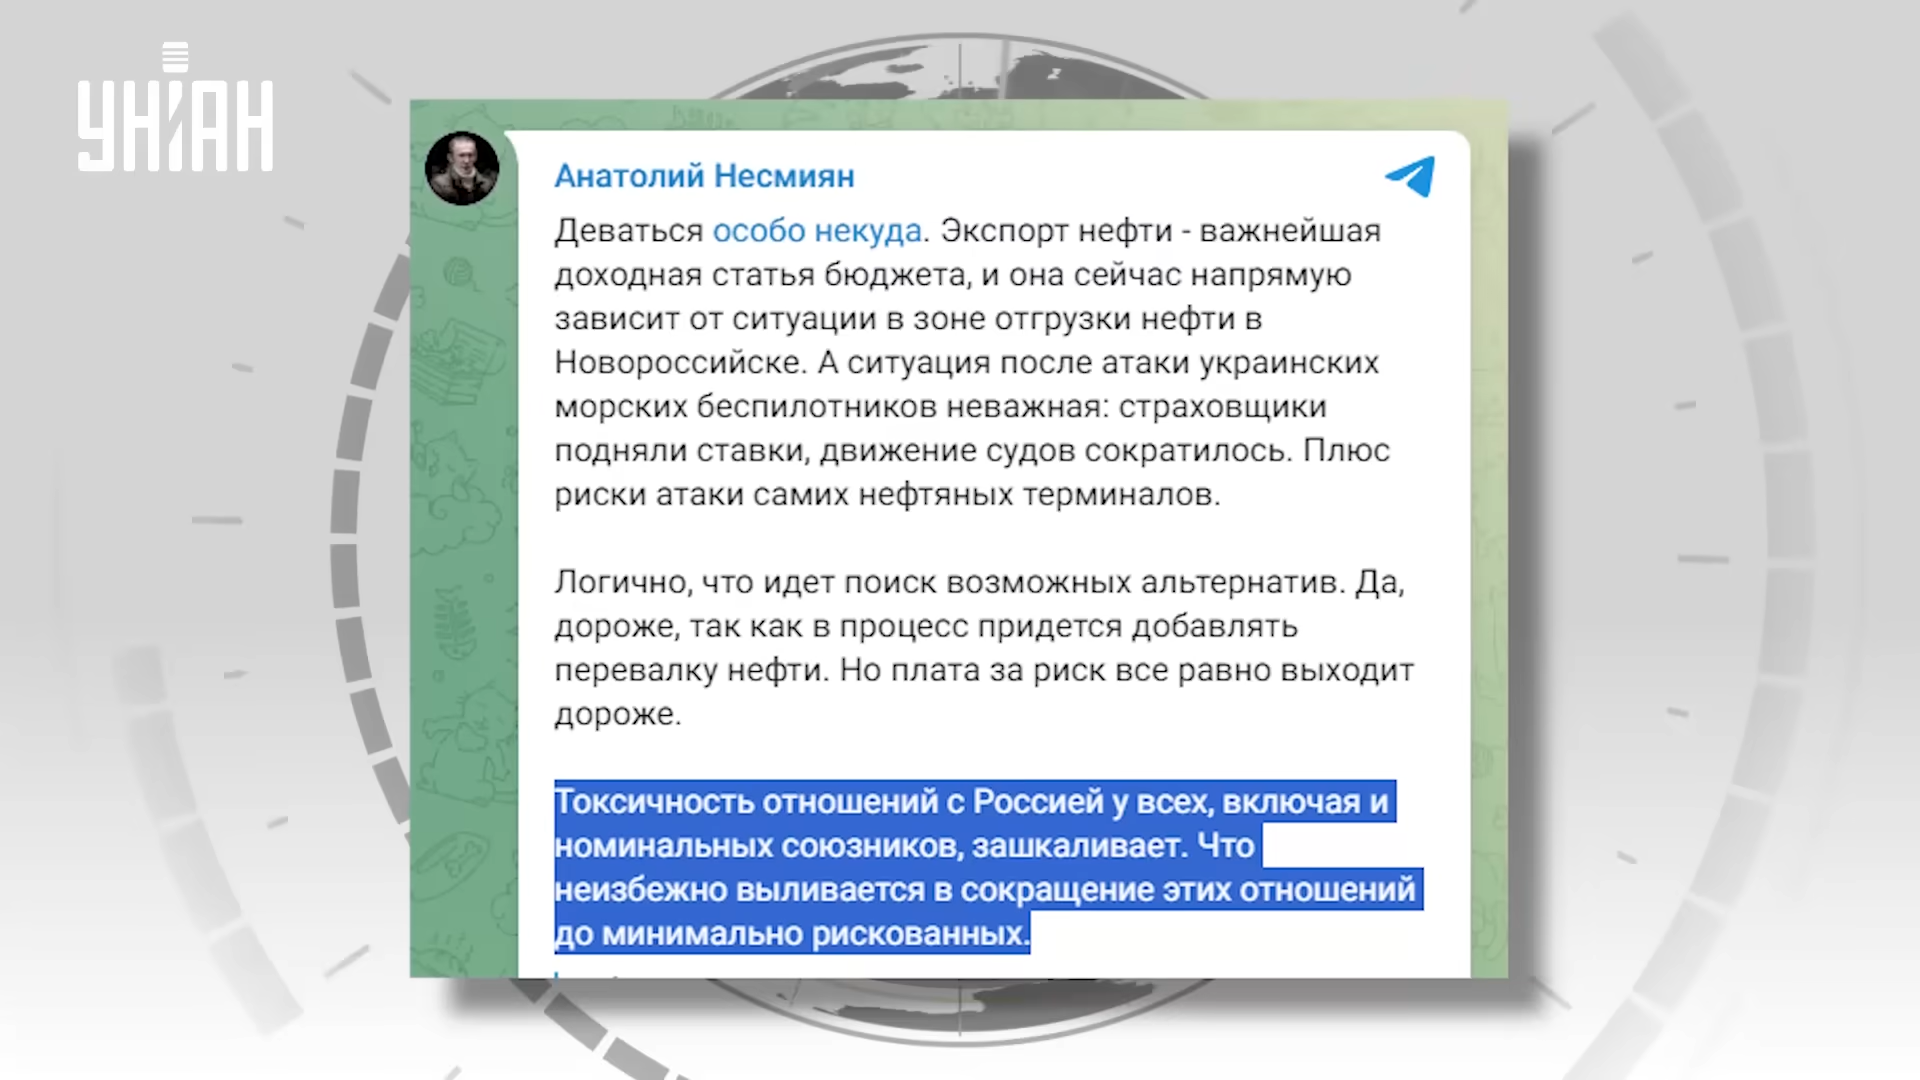 УНІАН
Анатолий Несмиян
Деваться особо некуда. Экспорт нефти - важнейшая
доходная статья бюджета, и она сейчас напрямую
зависит от ситуации в зоне отгрузки нефти в
Новороссийске. А ситуация после атаки украинских
морских беспилотников неважная: страховщики
подняли ставки, движение судов сократилось. Плюс
риски атаки самих нефтяных терминалов.
Логично, что идет поиск возможных альтернатив. Да,
дороже, так как в процесс придется добавлять
перевалку нефти. Но плата за риск все равно выходит
дороже.
Токсичность отношений с Россией у всех, включая и
номинальных союзников, зашкаливает. Что
неизбежно выливается в сокращение этих отношений
до минимально рискованных.